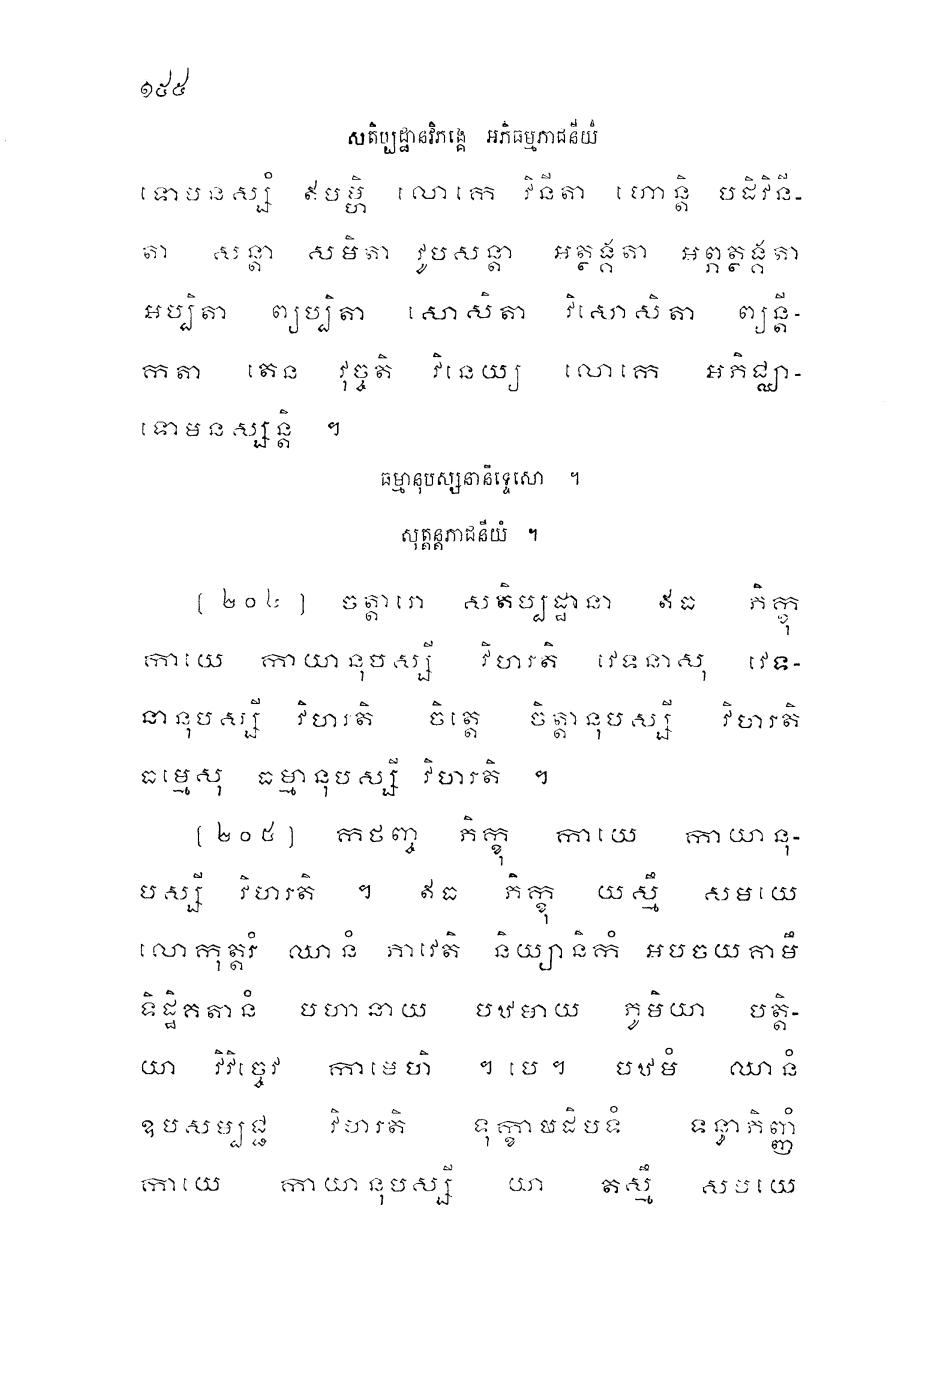 ១៥៥
សតិប្បដ្ឋានវិភង្គេ អភិធម្មភាជនីយំ
ទោមនស្សំ ឥមម្ហិ លោកេ វិនីតា ហោន្តិ បដិវិនី-
តា សន្តា សមិតា វូបសន្តា អត្ថង្គតា អព្ភត្ថង្គតា
អប្បិតា ព្យប្បិតា សោសិតា វិសោសិតា ព្យន្តី-
កតា តេន វុច្ចតិ វិនេយ្យ លោកេ អភិជ្ឈា-
ទោមនស្សន្តិ ។
ធម្មានុបស្សនានិទ្ទេសោ ។
សុត្តន្តភាជនីយំ ។
[ ២០៤ ] ចត្តារោ សតិប្បដ្ឋានា ឥធ ភិក្ខុ
កាយេ កាយានុបស្សី វិហរតិ វេទនាសុ វេទ-
នានុបស្សី វិហរតិ ចិត្តេ ចិត្តានុបស្សី វិហរតិ
ធម្មេសុ ធម្មានុបស្សី វិហរតិ ។
[ ២០៥ ] កថញ្ច ភិក្ខុ កាយេ កាយានុ-
បស្សី វិហរតិ ។ ឥធ ភិក្ខុ យស្មឹ សមយេ
លោកុត្តរំ ឈានំ ភាវេតិ និយ្យានិកំ អបចយគាមឹ
ទិដ្ឋិគតានំ បហានាយ បឋមាយ ភូមិយា បត្តិ-
យា វិវិច្ចេវ កាមេហិ ។ បេ ។ បឋមំ ឈានំ
ឧបសម្បជ្ជ វិហរតិ ទុក្ខាបដិបទំ ទន្ធាភិញ្ញំ
កាយេ កាយានុបស្សី យា តស្មឹ សមយេ